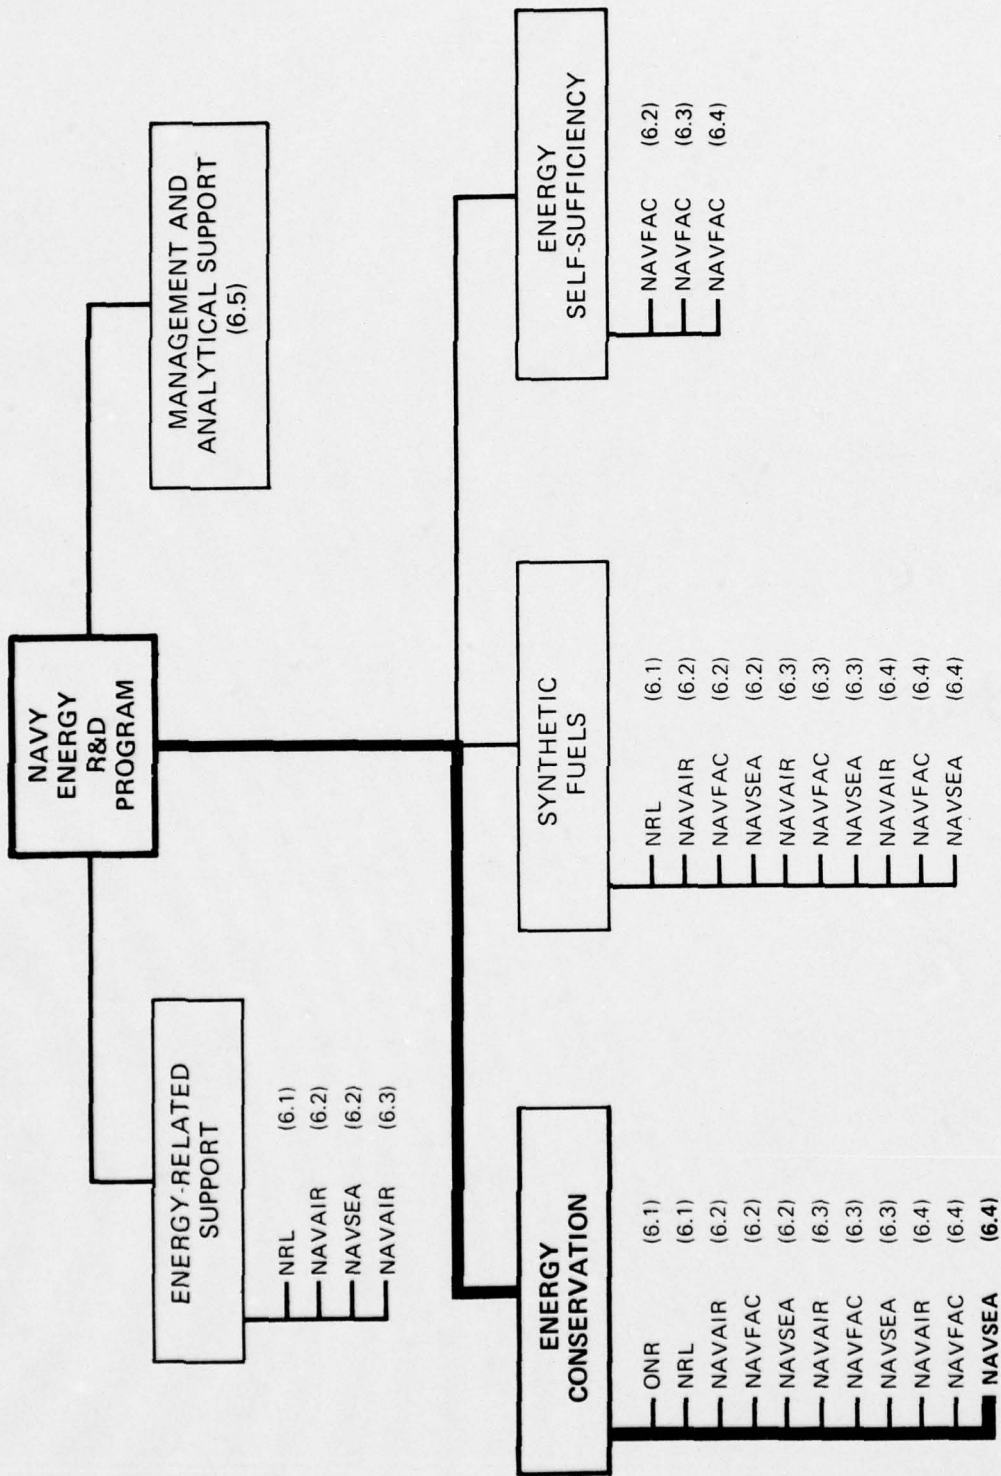 NAVY
ENERGY
R&D
PROGRAM
ENERGY-RELATED
SUPPORT
NRL (6.1)
NAVAIR (6.2)
NAVSEA (6.2)
NAVAIR (6.3)
MANAGEMENT AND
ANALYTICAL SUPPORT
(6.5)
ENERGY
CONSERVATION
ONR (6.1)
NRL (6.1)
NAVAIR (6.2)
NAVFAC (6.2)
NAVSEA (6.2)
NAVAIR (6.3)
NAVFAC (6.3)
NAVSEA (6.3)
NAVAIR (6.4)
NAVFAC (6.4)
NAVSEA (6.4)
SYNTHETIC
FUELS
NRL (6.1)
NAVAIR (6.2)
NAVFAC (6.2)
NAVSEA (6.2)
NAVAIR (6.3)
NAVFAC (6.3)
NAVSEA (6.3)
NAVAIR (6.4)
NAVFAC (6.4)
NAVSEA (6.4)
ENERGY
SELF-SUFFICIENCY
NAVFAC (6.2)
NAVFAC (6.3)
NAVFAC (6.4)